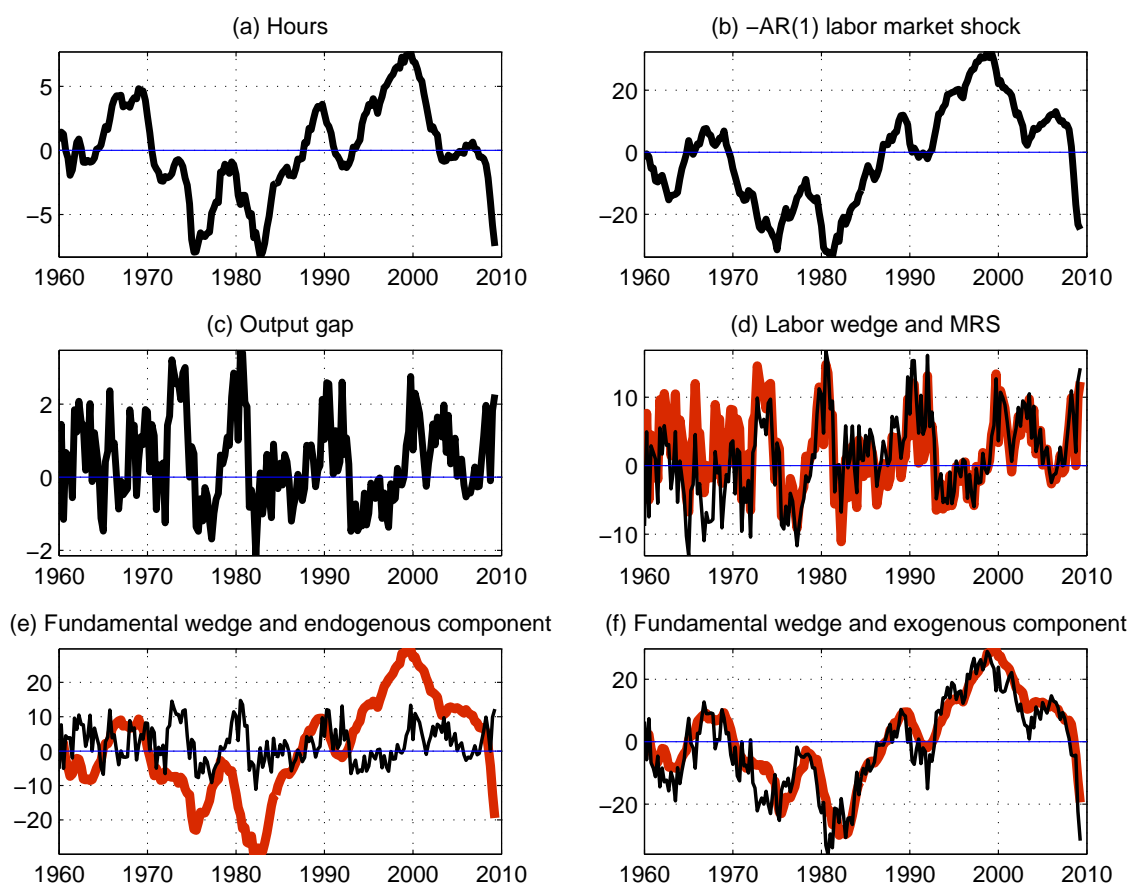 (a) Hours
(b) −AR(1) labor market shock
5
0
−5
1960 1970 1980 1990 2000 2010
20
0
−20
1960 1970 1980 1990 2000 2010
(c) Output gap
(d) Labor wedge and MRS
2
0
−2
1960 1970 1980 1990 2000 2010
10
0
−10
1960 1970 1980 1990 2000 2010
(e) Fundamental wedge and endogenous component
(f) Fundamental wedge and exogenous component
20
10
0
−10
−20
1960 1970 1980 1990 2000 2010
20
0
−20
1960 1970 1980 1990 2000 2010